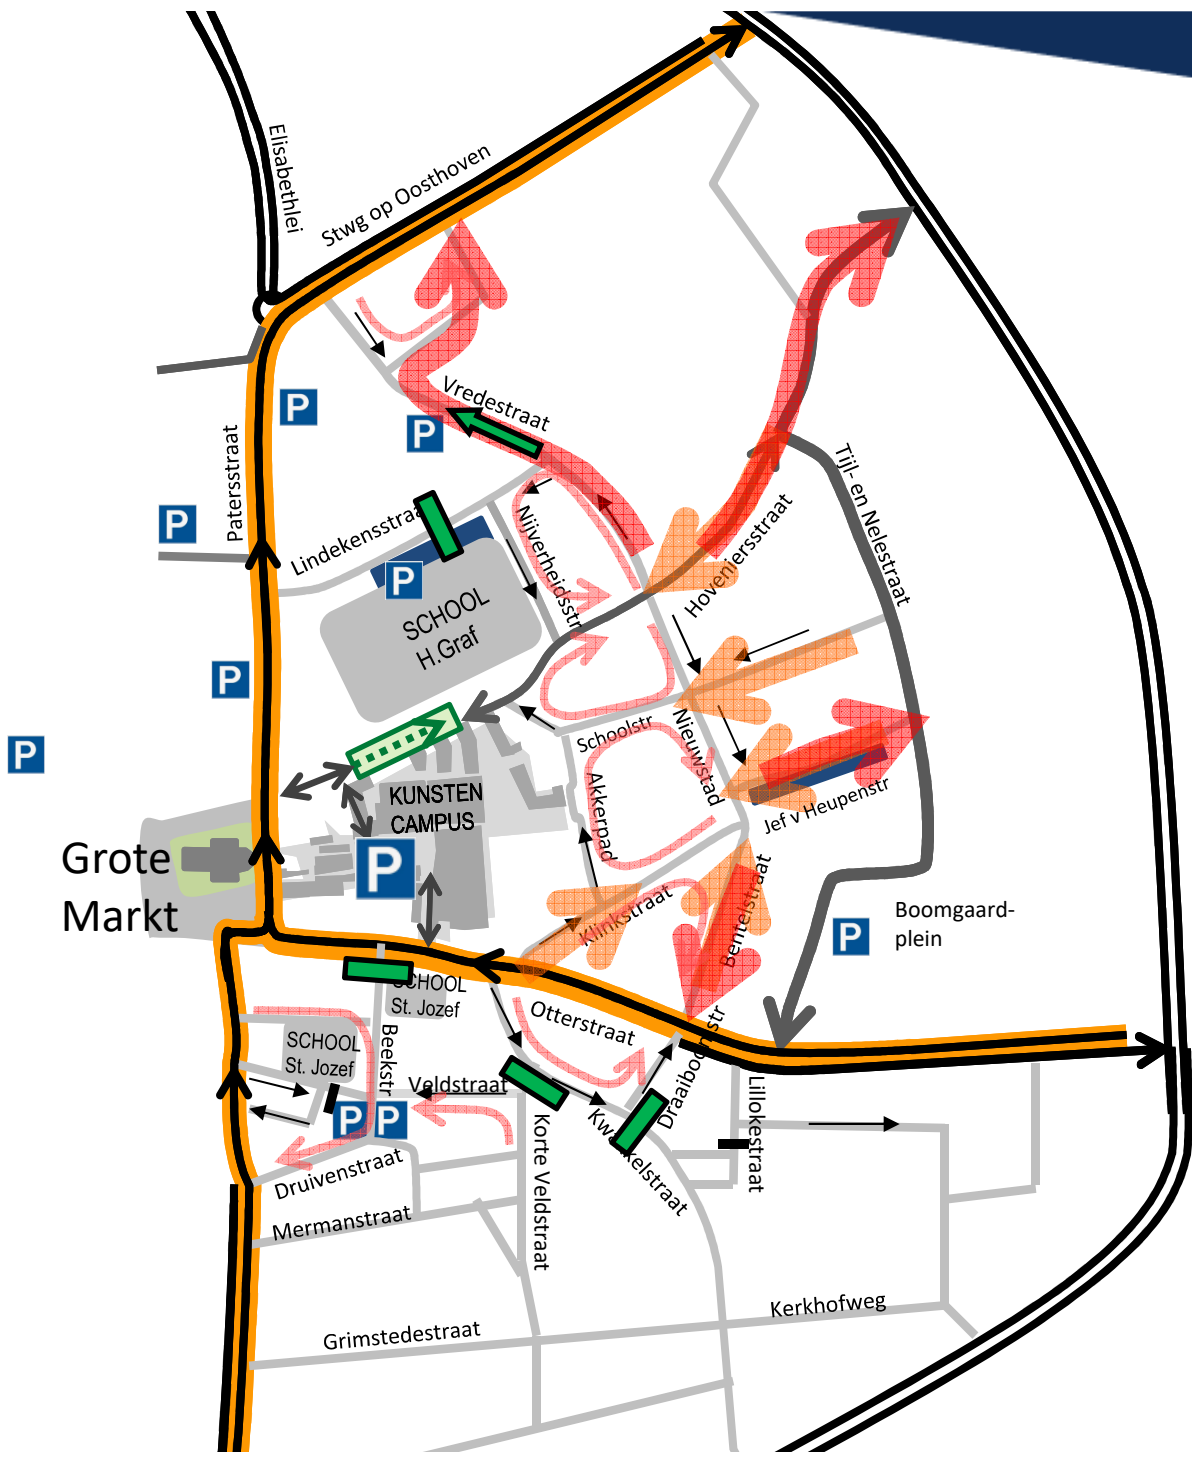 Elisabethlei
Stwg op Oosthoven
P
Vredestraat
P
Patersstraat
Tijl- en Nelestraat
P
Lindekensstraat
Nijverheidsstr
Hoveniersstraat
P
SCHOOL
H.Graf
P
Schoolstr
Nieuwstad
P
KUNSTEN
CAMPUS
Akkerpad
Jef v Heupenstr
Grote
Markt
P
Klinkstraat
Bentelstraat
P
Boomgaard-
plein
SCHOOL
St. Jozef
Otterstraat
SCHOOL
St. Jozef
Beekstr
Draaiboomstr
Veldstraat
P
P
Korte Veldstraat
Kwakkelstraat
Lillokestraat
Druivenstraat
Mermanstraat
Kerkhofweg
Grimstedestraat